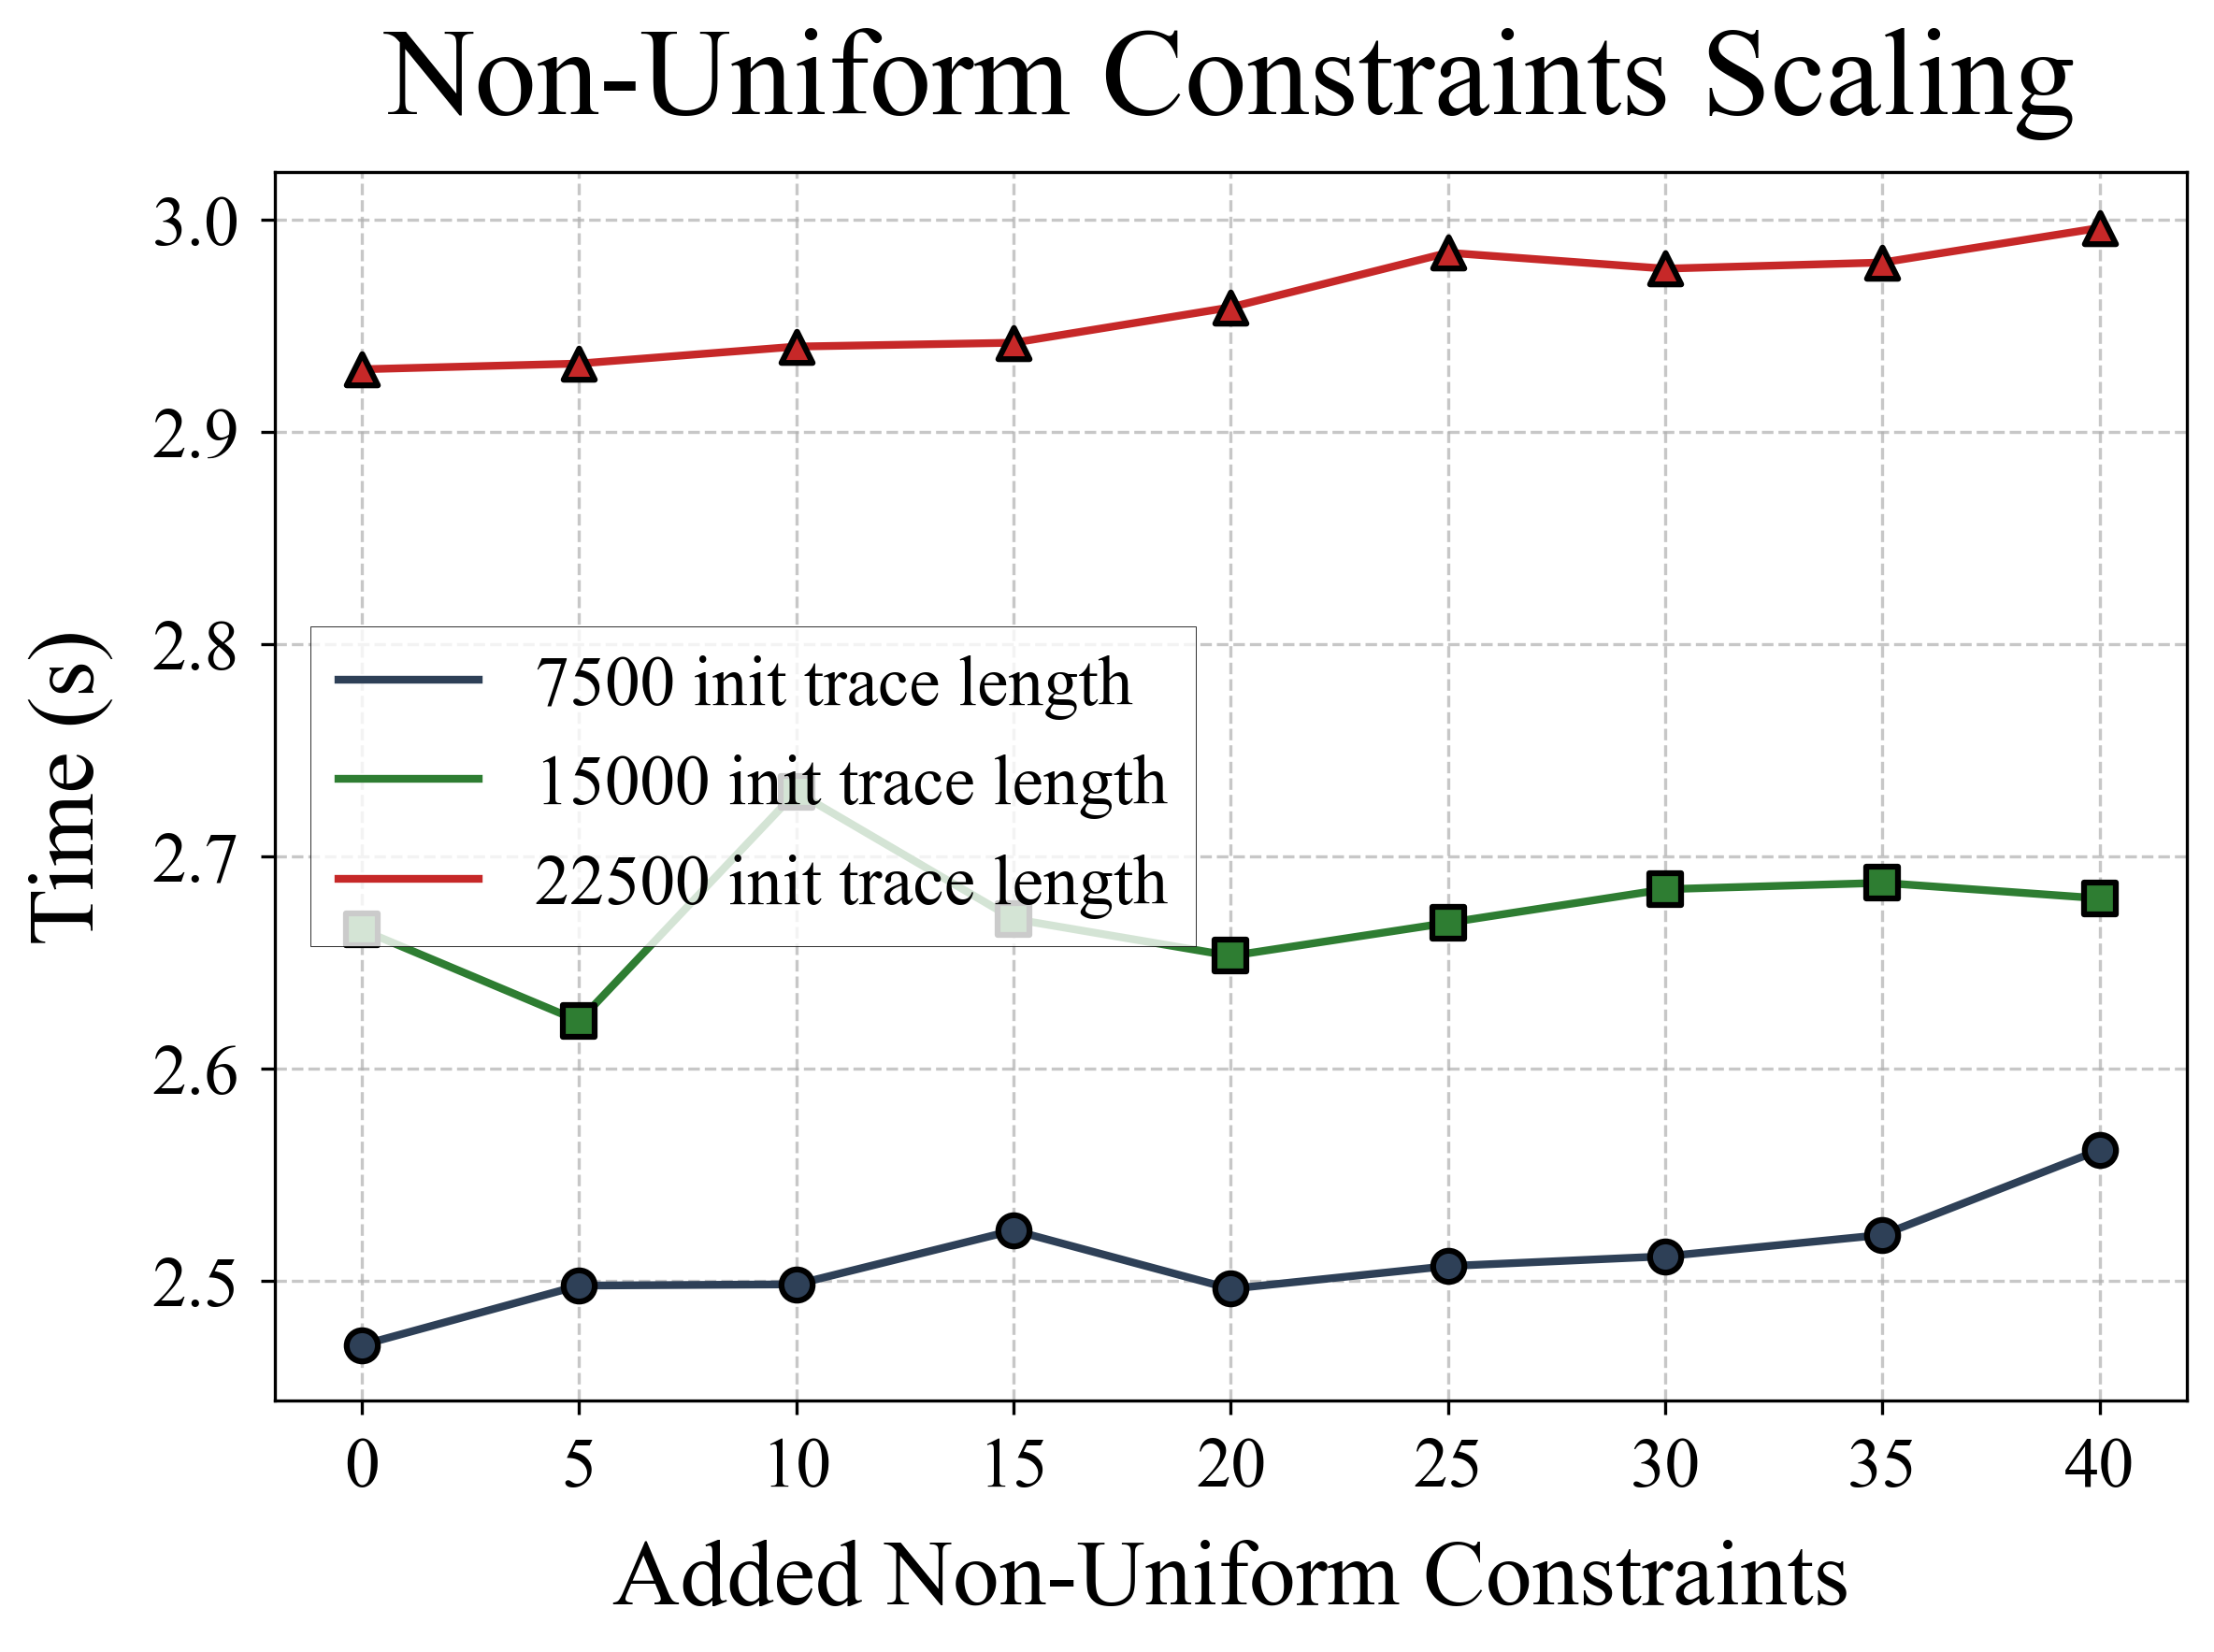 Non-Uniform Constraints Scaling
Time (s)
3.0
2.9
2.8
2.7
2.6
2.5
7500 init trace length
15000 init trace length
22500 init trace length
0 5 10 15 20 25 30 35 40
Added Non-Uniform Constraints